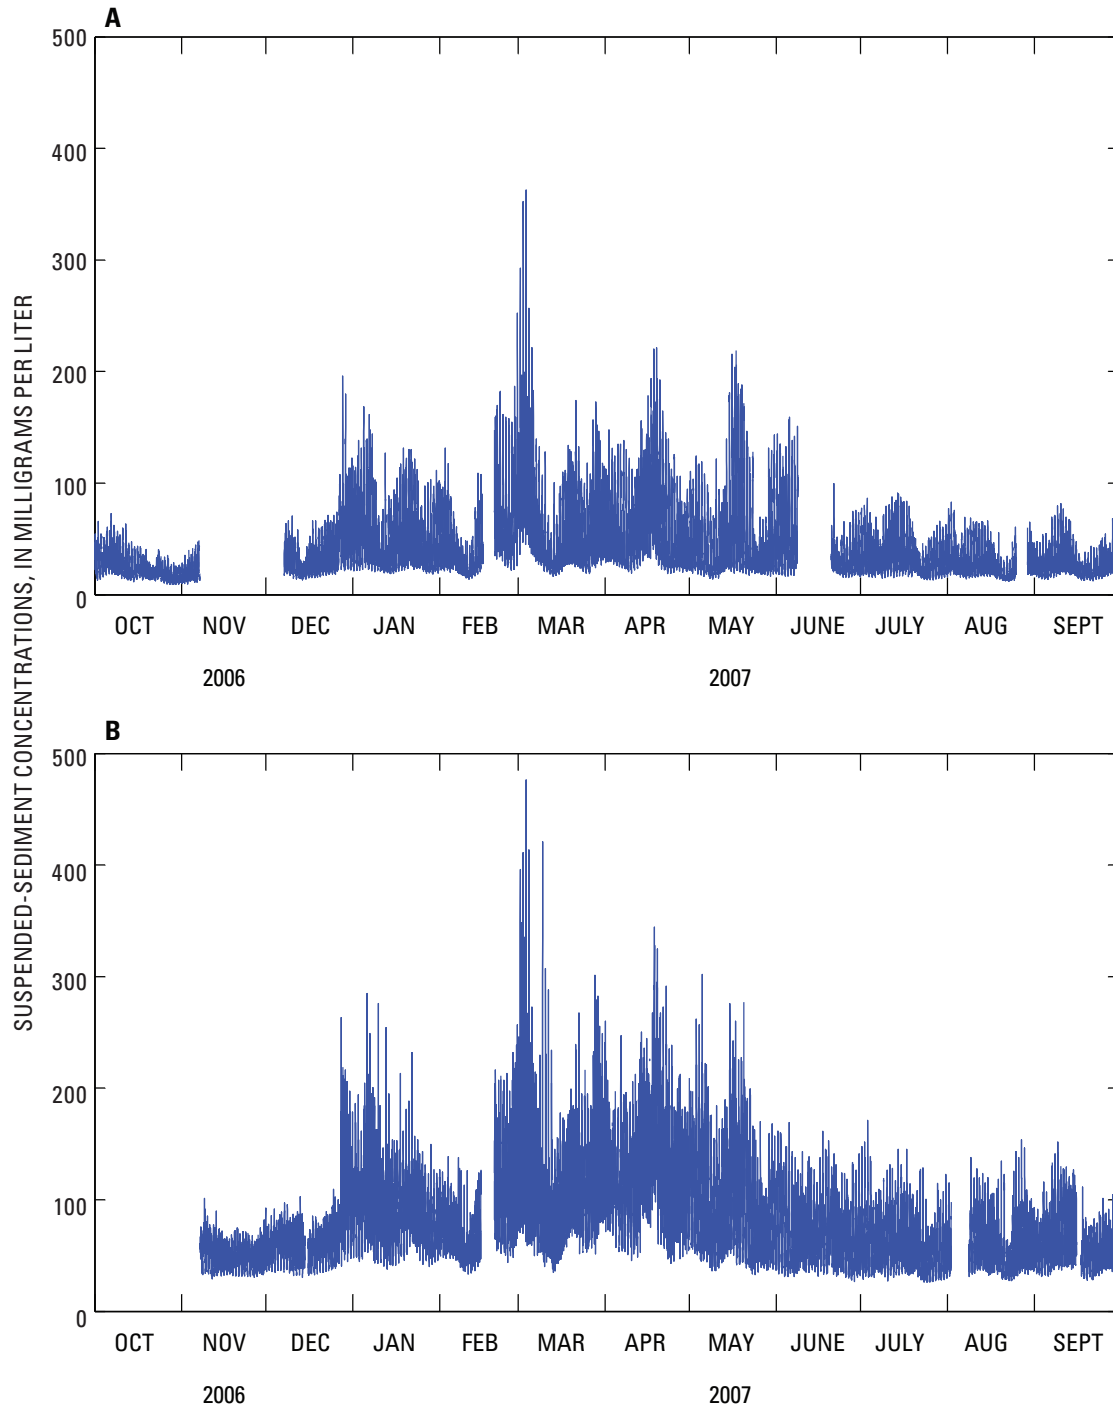 A
500
400
300
200
100
0
OCT NOV DEC JAN FEB MAR APR MAY JUNE JULY AUG SEPT
2006 2007
SUSPENDED-SEDIMENT CONCENTRATIONS, IN MILLIGRAMS PER LITER
B
500
400
300
200
100
0
OCT NOV DEC JAN FEB MAR APR MAY JUNE JULY AUG SEPT
2006 2007